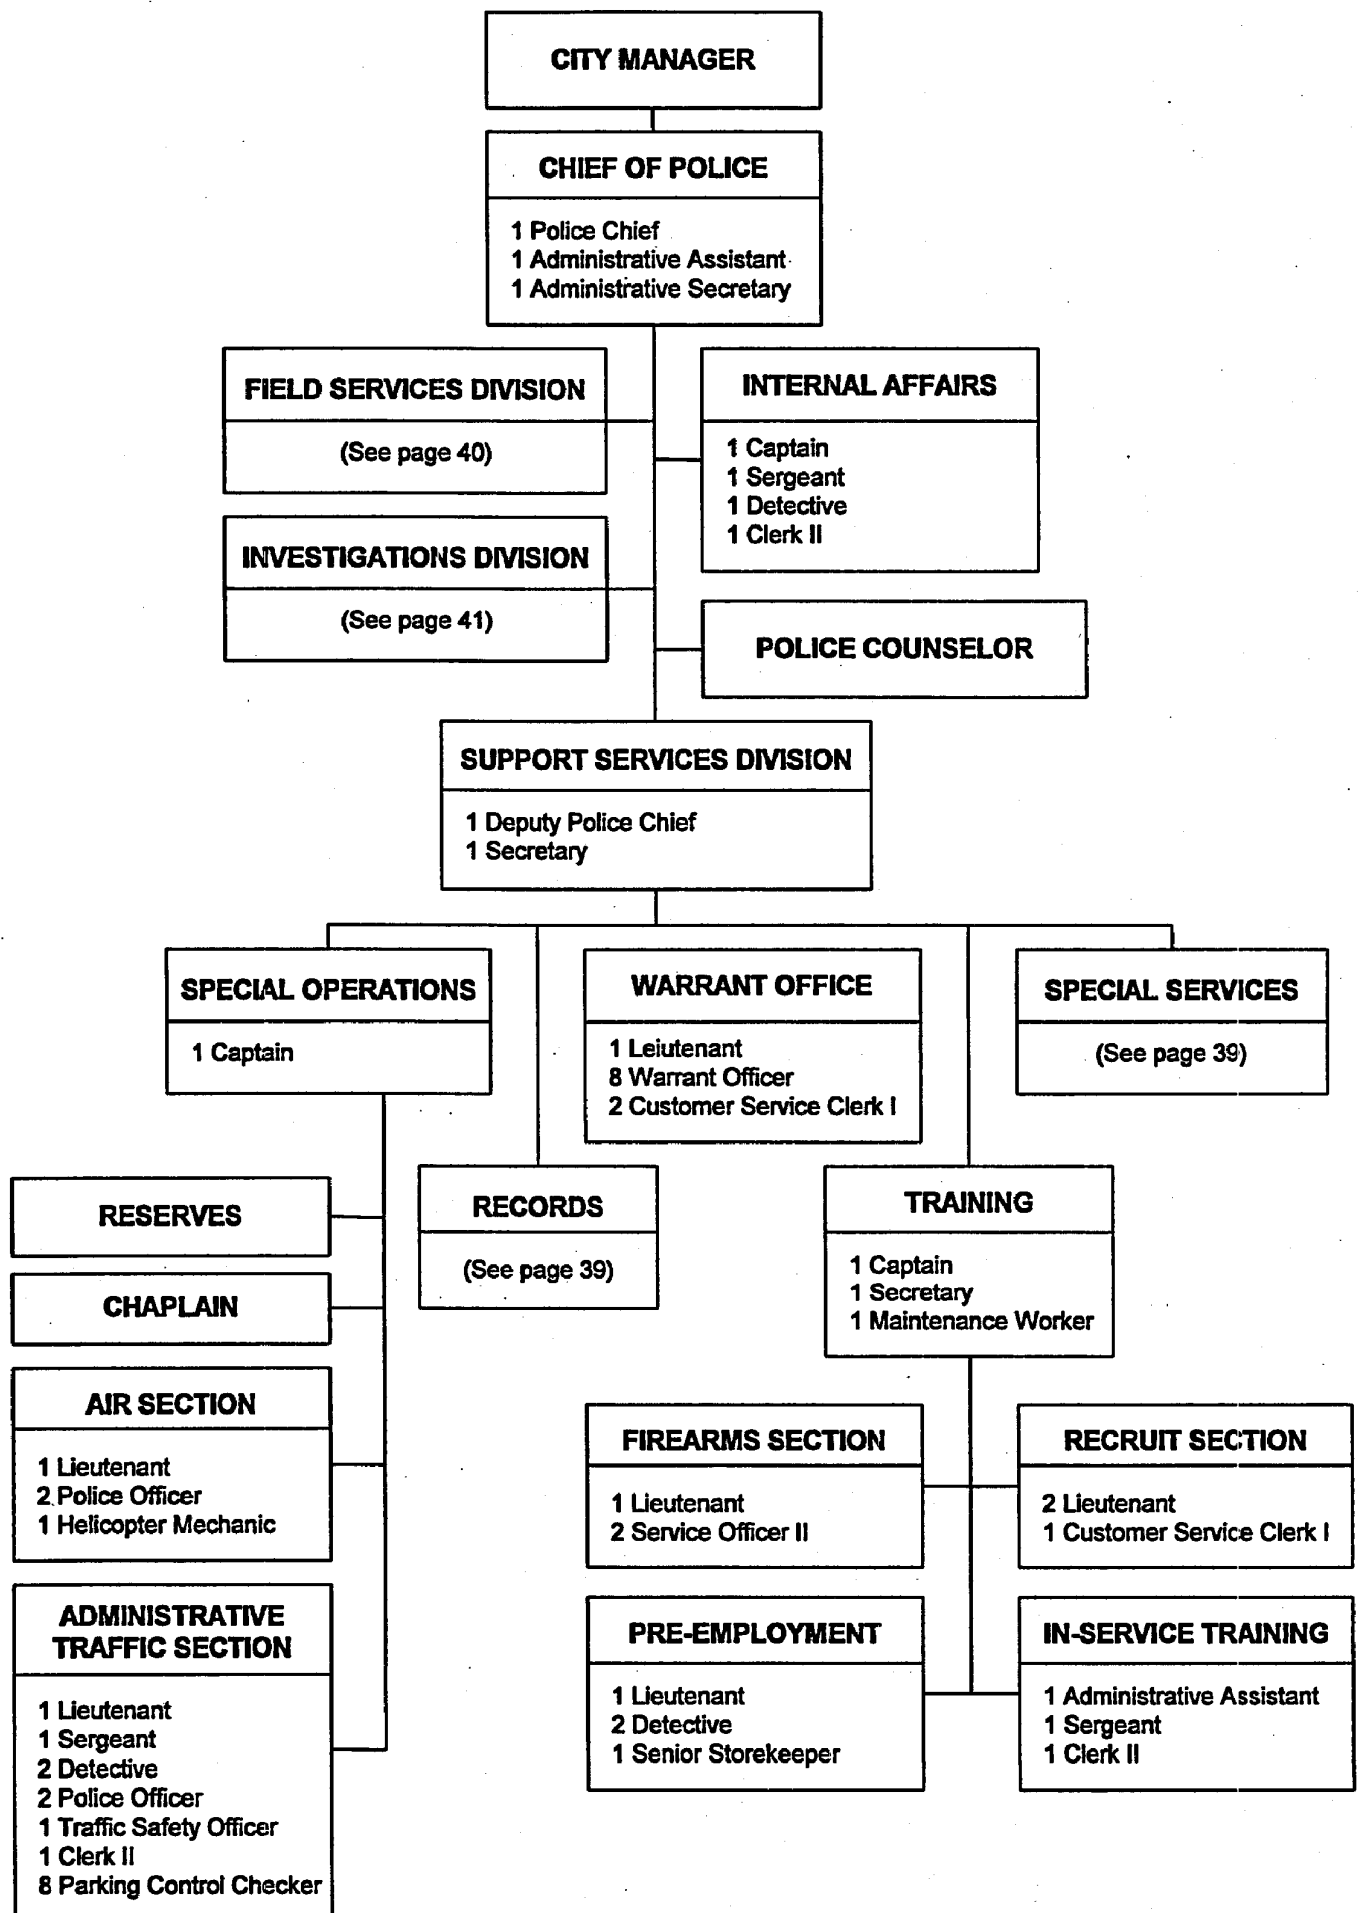 CITY MANAGER
CHIEF OF POLICE
1 Police Chief
1 Administrative Assistant
1 Administrative Secretary
FIELD SERVICES DIVISION
(See page 40)
INTERNAL AFFAIRS
1 Captain
1 Sergeant
1 Detective
1 Clerk II
INVESTIGATIONS DIVISION
(See page 41)
POLICE COUNSELOR
SUPPORT SERVICES DIVISION
1 Deputy Police Chief
1 Secretary
SPECIAL OPERATIONS
1 Captain
WARRANT OFFICE
1 Leiutenant
8 Warrant Officer
2 Customer Service Clerk I
SPECIAL SERVICES
(See page 39)
RESERVES
CHAPLAIN
RECORDS
(See page 39)
TRAINING
1 Captain
1 Secretary
1 Maintenance Worker
AIR SECTION
1 Lieutenant
2 Police Officer
1 Helicopter Mechanic
FIREARMS SECTION
1 Lieutenant
2 Service Officer II
RECRUIT SECTION
2 Lieutenant
1 Customer Service Clerk I
ADMINISTRATIVE
TRAFFIC SECTION
1 Lieutenant
1 Sergeant
2 Detective
2 Police Officer
1 Traffic Safety Officer
1 Clerk II
8 Parking Control Checker
PRE-EMPLOYMENT
1 Lieutenant
2 Detective
1 Senior Storekeeper
IN-SERVICE TRAINING
1 Administrative Assistant
1 Sergeant
1 Clerk II